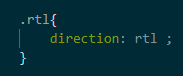 .rtl{
    direction: rtl ;
}